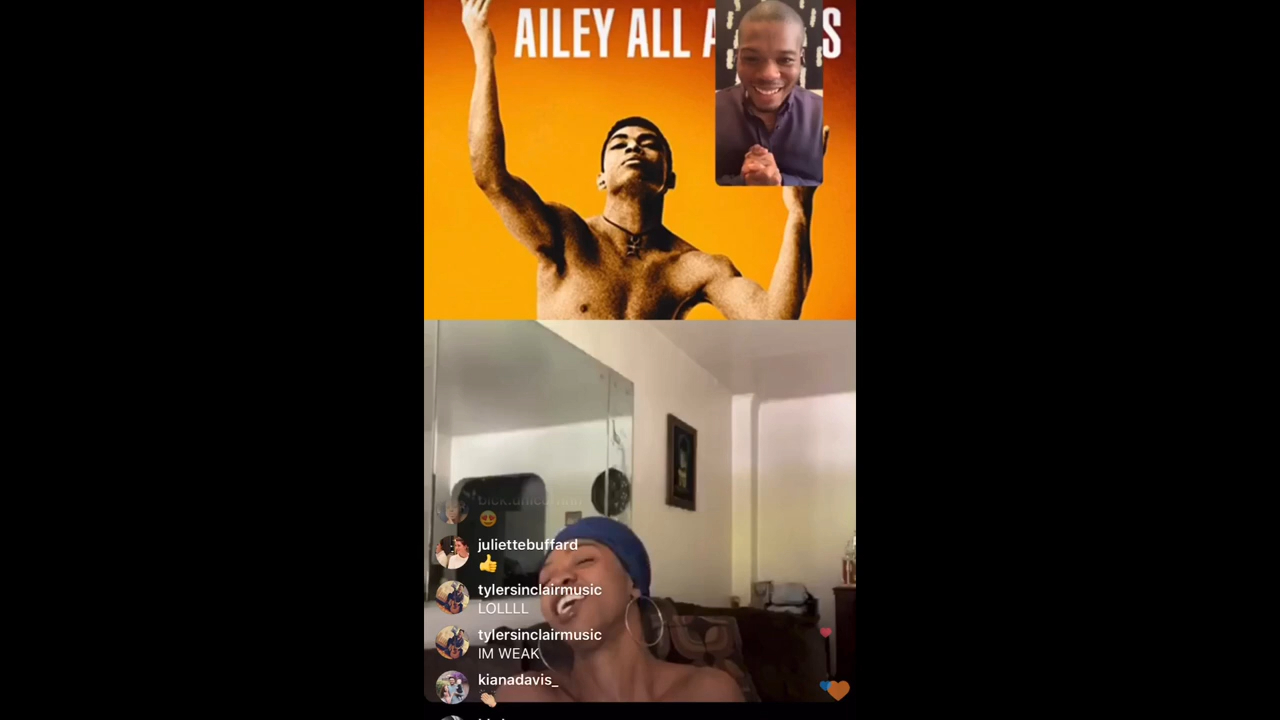 AILEY ALL A S
juliettebuffard
tylersinclairmusic
LOLLLL
tylersinclairmusic
IM WEAK
kianadavis_